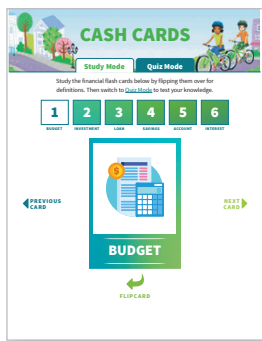 CASH CARDS
Study Mode
Quiz Mode
Study the financial flash cards below by flipping them over for
definitions. Then switch to Quiz Mode to test your knowledge.
1 2 3 4 5 6
BUDGET INVESTMENT LOAN SAVINGS ACCOUNT INTEREST
PREVIOUS
CARD
NEXT
CARD
$
BUDGET
FLIPCARD